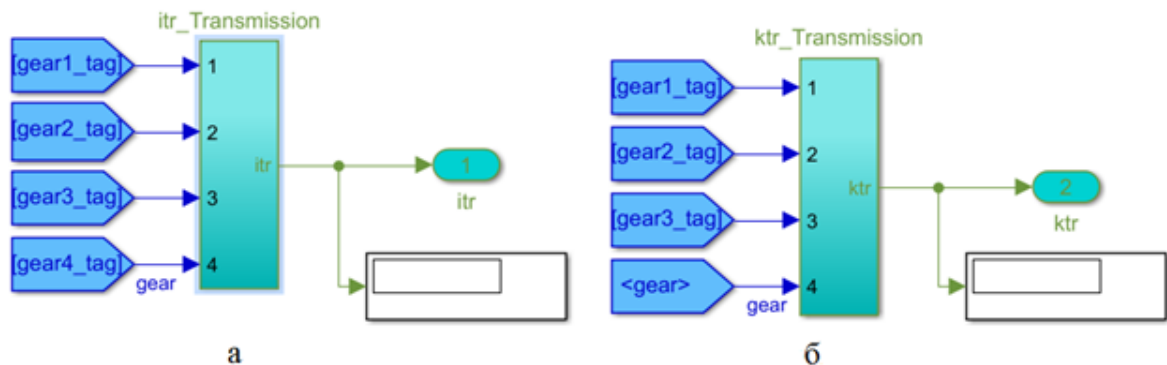 itr_Transmission
[gear1_tag]
1
[gear2_tag]
2
itr
1
itr
[gear3_tag]
3
[gear4_tag]
4
gear
а
ktr_Transmission
[gear1_tag]
1
[gear2_tag]
2
ktr
2
ktr
[gear3_tag]
3
<gear>
4
gear
б